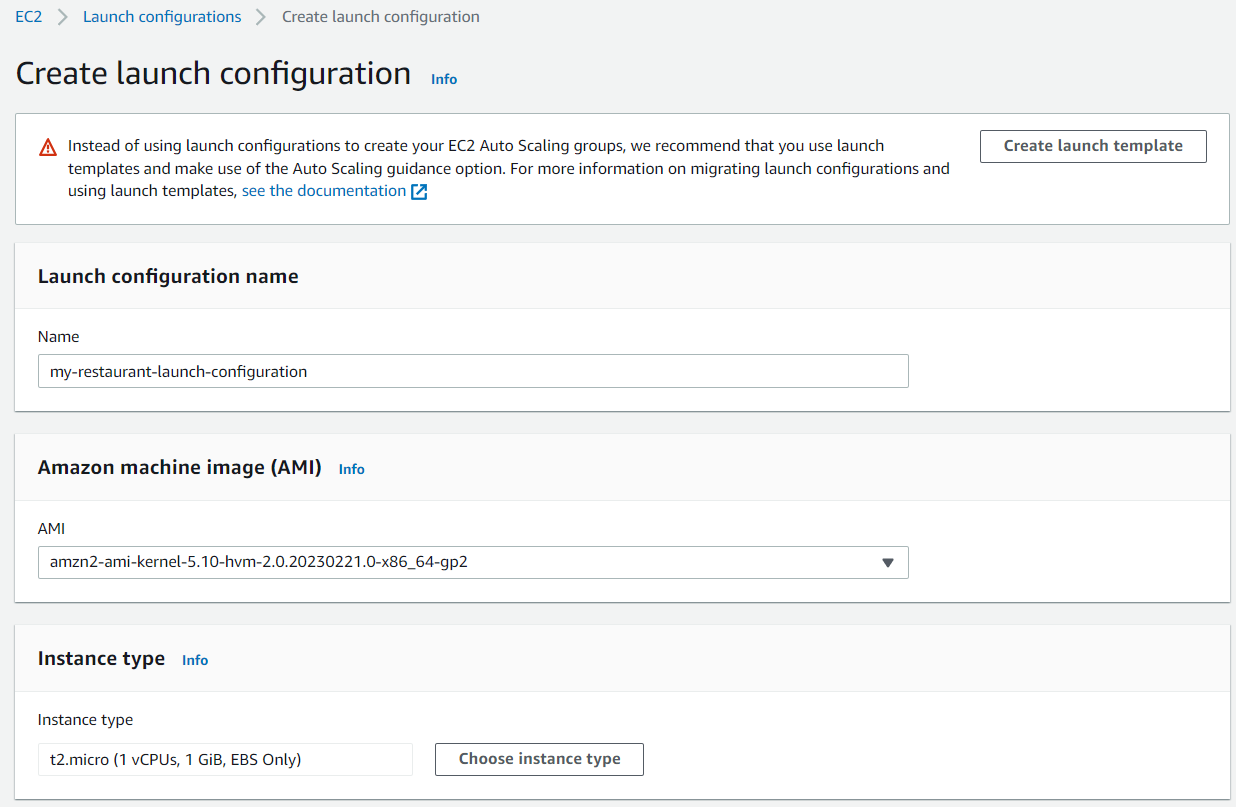 EC2 > Launch configurations > Create launch configuration
Create launch configuration Info
Instead of using launch configurations to create your EC2 Auto Scaling groups, we recommend that you use launch
templates and make use of the Auto Scaling guidance option. For more information on migrating launch configurations and
using launch templates, see the documentation
Create launch template
Launch configuration name
Name
my-restaurant-launch-configuration
Amazon machine image (AMI) Info
AMI
amzn2-ami-kernel-5.10-hvm-2.0.20230221.0-x86_64-gp2
Instance type Info
Instance type
t2.micro (1 vCPUs, 1 GiB, EBS Only)
Choose instance type